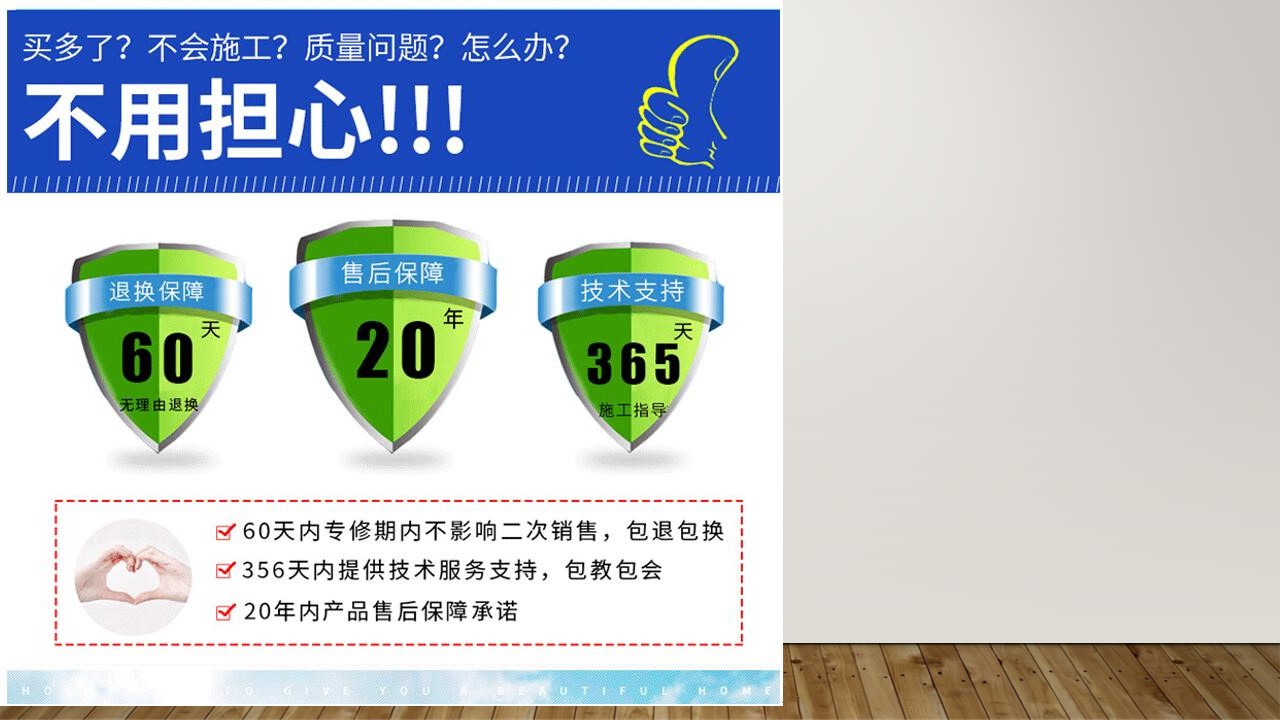 买多了？不会施工？质量问题？怎么办？
不用担心!!!
退换保障
60天
无理由退换
售后保障
20年
技术支持
365天
施工指导
60天内专修期内不影响二次销售，包退包换
356天内提供技术服务支持，包教包会
20年内产品售后保障承诺
TO GIVE YOU A BEAUTIFUL HOME